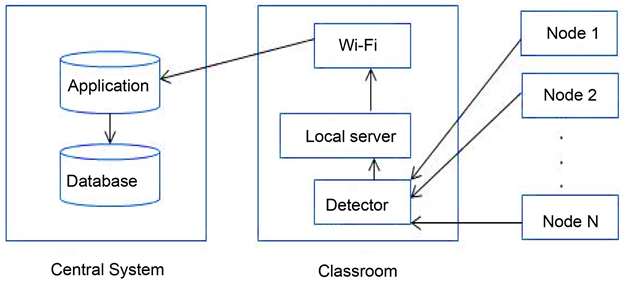 Application
Database
Central System
Wi-Fi
Local server
Detector
Classroom
Node 1
Node 2
Node N